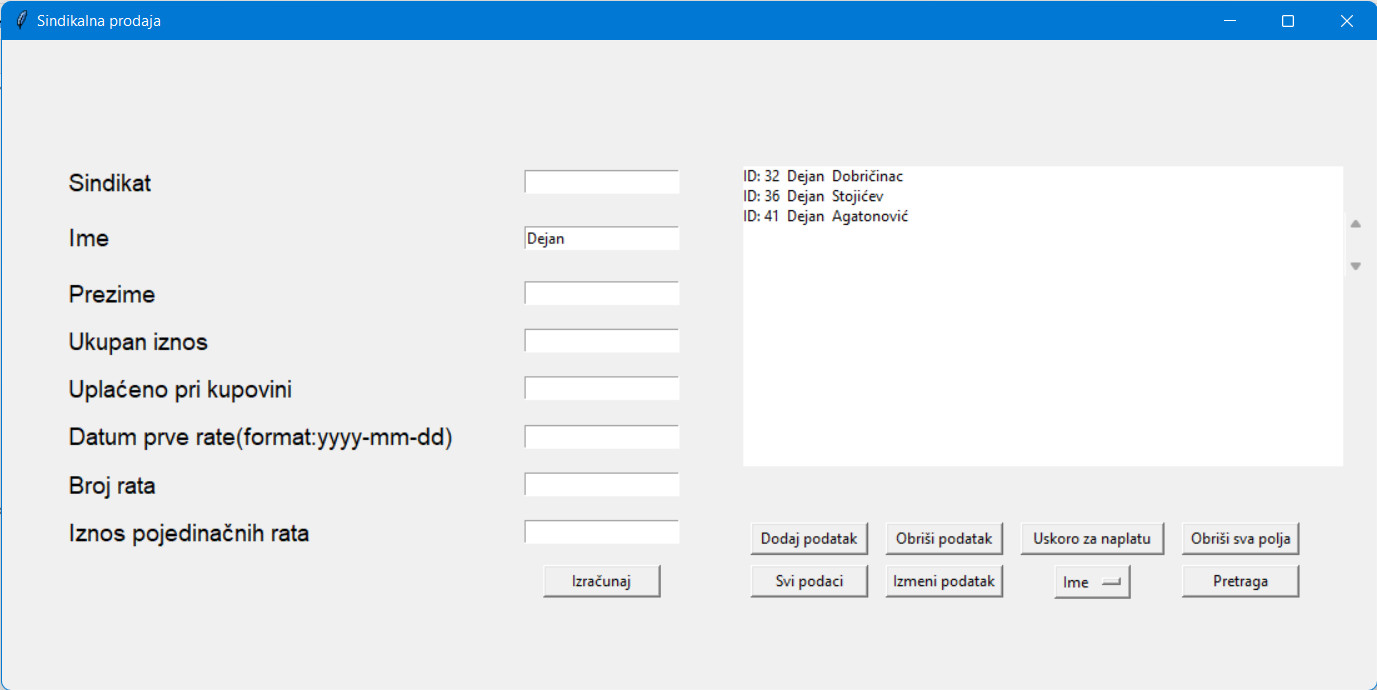 Sindikalna prodaja
Sindikat
Ime
Dejan
Prezime
Ukupan iznos
Uplaćeno pri kupovini
Datum prve rate(format:yyyy-mm-dd)
Broj rata
Iznos pojedinačnih rata
Izračunaj
ID: 32 Dejan Dobričinac
ID: 36 Dejan Stojićev
ID: 41 Dejan Agatonović
Dodaj podatak
Obriši podatak
Uskoro za naplatu
Obriši sva polja
Svi podaci
Izmeni podatak
Ime
Pretraga